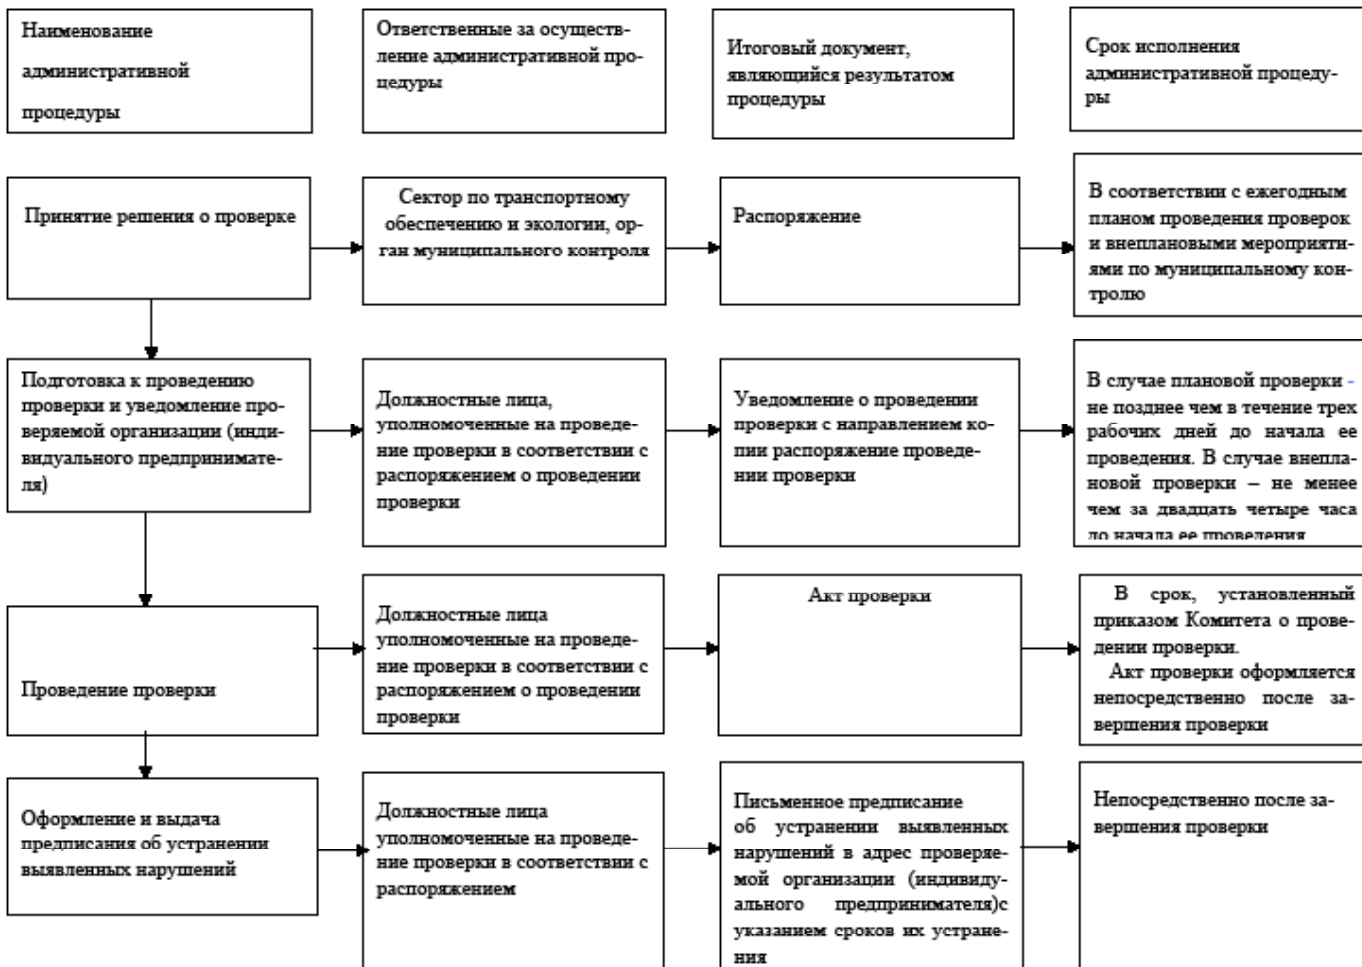 Наименование
административной
процедуры
Ответственные за осуществ-
ление административной про-
цедуры
Итоговый документ,
являющийся результатом
процедуры
Срок исполнения
административной процеду-
ры
Принятие решения о проверке
Сектор по транспортному
обеспечению и экологии, ор-
ган муниципального контроля
Распоряжение
В соответствии с ежегодным
планом проведения проверок
и внеплановыми мероприяти-
ями по муниципальному кон-
тролю
Подготовка к проведению
проверки и уведомление про-
веряемой организации (инди-
видуального предпринимате-
ля)
Должностные лица,
уполномоченные на проведе-
ние проверки в соответствии с
распоряжением о проведении
проверки
Уведомление о проведении
проверки с направлением ко-
пии распоряжение проведе-
нии проверки
В случае плановой проверки -
не позднее чем в течение трех
рабочих дней до начала ее
проведения. В случае внепла-
новой проверки – не менее
чем за двадцать четыре часа
до начала ее проведения
Проведение проверки
Должностные лица
уполномоченные на проведе-
ние проверки в соответствии с
распоряжением о проведении
проверки
Акт проверки
В срок, установленный
приказом Комитета о прове-
дении проверки.
Акт проверки оформляется
непосредственно после за-
вершения проверки
Оформление и выдача
предписания об устранении
выявленных нарушений
Должностные лица
уполномоченные на проведе-
ние проверки в соответствии с
распоряжением
Письменное предписание
об устранении выявленных
нарушений в адрес проверяе-
мой организации (индивиду-
ального предпринимателя)с
указанием сроков их устране-
ния
Непосредственно после за-
вершения проверки